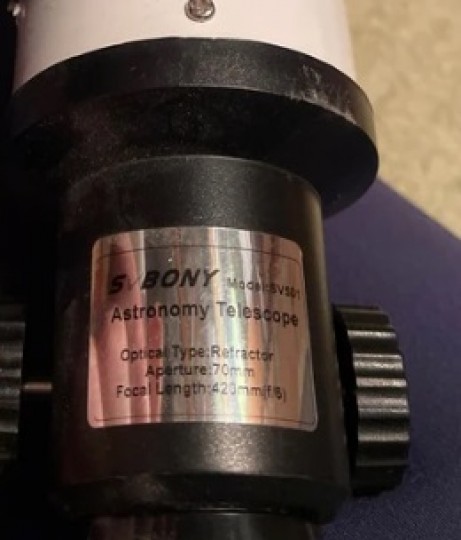 SVBONY Model:SV501
Astronomy Telescope
Optical Type:Refractor
Aperture:70mm
Focal Length:420mm(f/6)